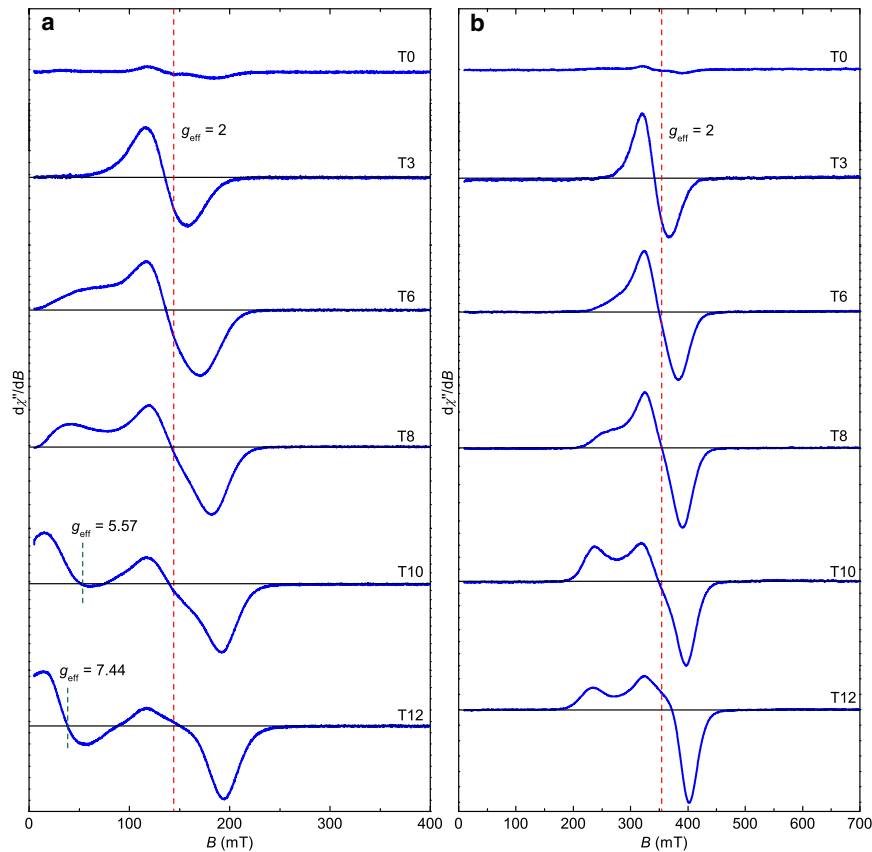 a
T0
g_eff = 2
T3
T6
T8
g_eff = 5.57
T10
g_eff = 7.44
T12
dχ"/dB
0 100 200 300 400
B (mT)
b
T0
g_eff = 2
T3
T6
T8
T10
T12
dχ"/dB
0 100 200 300 400 500 600 700
B (mT)